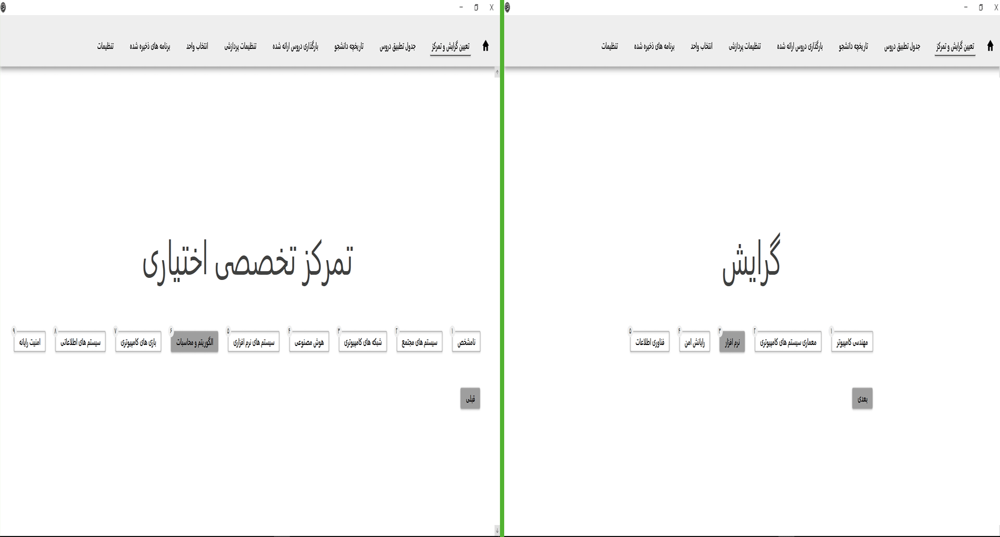 تعیین گرایش و تمرکز
جدول تطبیق دروس
تاریخچه دانشجو
بارگذاری دروس ارائه شده
تنظیمات پردازشی
انتخاب واحد
برنامه های ذخیره شده
تنظیمات
گرایش
۱ مهندسی کامپیوتر
۲ معماری سیستم های کامپیوتری
۳ نرم افزار
۴ رایانش امن
۵ فناوری اطلاعات
بعدی
تعیین گرایش و تمرکز
جدول تطبیق دروس
تاریخچه دانشجو
بارگذاری دروس ارائه شده
تنظیمات پردازشی
انتخاب واحد
برنامه های ذخیره شده
تنظیمات
تمرکز تخصصی اختیاری
۱ نامشخص
۲ سیستم های مجتمع
۳ شبکه های کامپیوتری
۴ هوش مصنوعی
۵ سیستم های نرم افزاری
۶ الگوریتم و محاسبات
۷ بازی های کامپیوتری
۸ سیستم های اطلاعاتی
۹ امنیت رایانه
قبلی